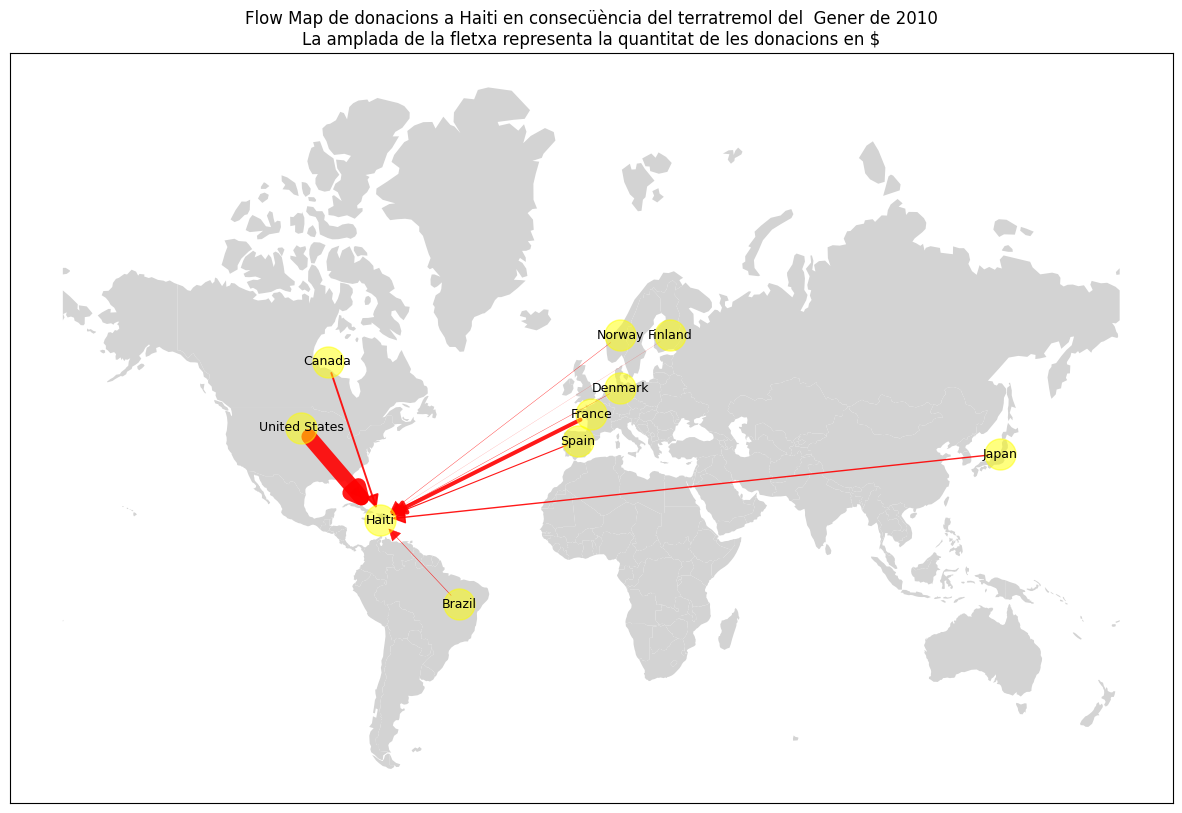 Flow Map de donacions a Haiti en consecüència del terratremol del  Gener de 2010
La amplada de la fletxa representa la quantitat de les donacions en $
Norway
Finland
Canada
Denmark
France
United States
Spain
Japan
Haiti
Brazil